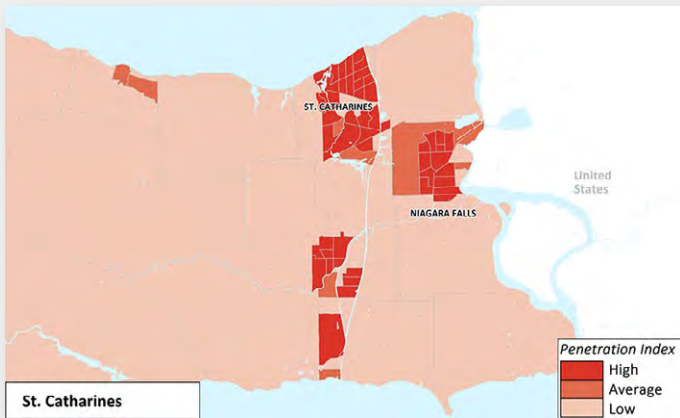 ST. CATHARINES
United
States
NIAGARA FALLS
Penetration Index
High
Average
Low
St. Catharines